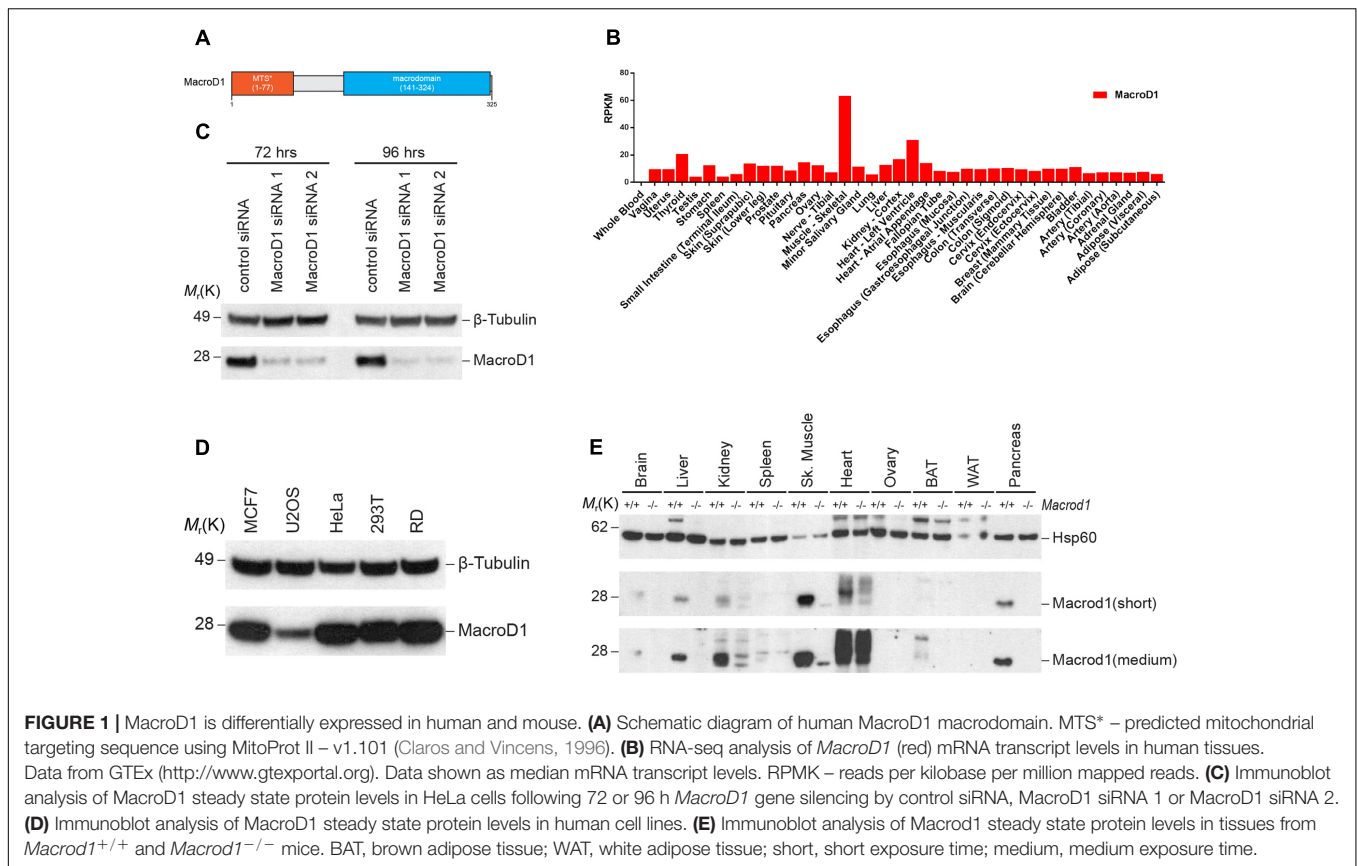 A
MacroD1
MTS*
(1-77)
macrodomain
(141-324)
1
325
B
RPKM
80
60
40
20
0
MacroD1
Whole Blood
Vagina
Uterus
Thyroid
Testis
Stomach
Spleen
Small Intestine (Terminal Ileum)
Skin (Suprapubic)
Skin (Lower leg)
Prostate
Pituitary
Pancreas
Ovary
Nerve - Tibial
Muscle - Skeletal
Minor Salivary Gland
Lung
Liver
Kidney - Cortex
Heart - Left Ventricle
Heart - Atrial Appendage
Fallopian Tube
Esophagus (Mucosa)
Esophagus (Gastroesophageal Junction)
Esophagus - Muscularis
Colon (Transverse)
Colon (Sigmoid)
Cervix (Endocervix)
Cervix (Ectocervix)
Breast (Mammary Tissue)
Brain (Cerebellar Hemisphere)
Bladder
Artery (Tibial)
Artery (Coronary)
Artery (Aorta)
Adrenal Gland
Adipose (Visceral)
Adipose (Subcutaneous)
C
72 hrs
96 hrs
control siRNA
MacroD1 siRNA 1
MacroD1 siRNA 2
control siRNA
MacroD1 siRNA 1
MacroD1 siRNA 2
Mr(K)
49
β-Tubulin
28
MacroD1
D
MCF7
U2OS
HeLa
293T
RD
Mr(K)
49
β-Tubulin
28
MacroD1
E
Brain
Liver
Kidney
Spleen
Sk. Muscle
Heart
Ovary
BAT
WAT
Pancreas
Mr(K) +/+ -/- +/+ -/- +/+ -/- +/+ -/- +/+ -/- +/+ -/- +/+ -/- +/+ -/- +/+ -/- +/+ -/- Macrod1
62
Hsp60
28
Macrod1(short)
28
Macrod1(medium)
FIGURE 1 | MacroD1 is differentially expressed in human and mouse. (A) Schematic diagram of human MacroD1 macrodomain. MTS* – predicted mitochondrial
targeting sequence using MitoProt II – v1.101 (Claros and Vincens, 1996). (B) RNA-seq analysis of MacroD1 (red) mRNA transcript levels in human tissues.
Data from GTEx (http://www.gtexportal.org). Data shown as median mRNA transcript levels. RPMK – reads per kilobase per million mapped reads. (C) Immunoblot
analysis of MacroD1 steady state protein levels in HeLa cells following 72 or 96 h MacroD1 gene silencing by control siRNA, MacroD1 siRNA 1 or MacroD1 siRNA 2.
(D) Immunoblot analysis of MacroD1 steady state protein levels in human cell lines. (E) Immunoblot analysis of Macrod1 steady state protein levels in tissues from
Macrod1+/+ and Macrod1−/− mice. BAT, brown adipose tissue; WAT, white adipose tissue; short, short exposure time; medium, medium exposure time.